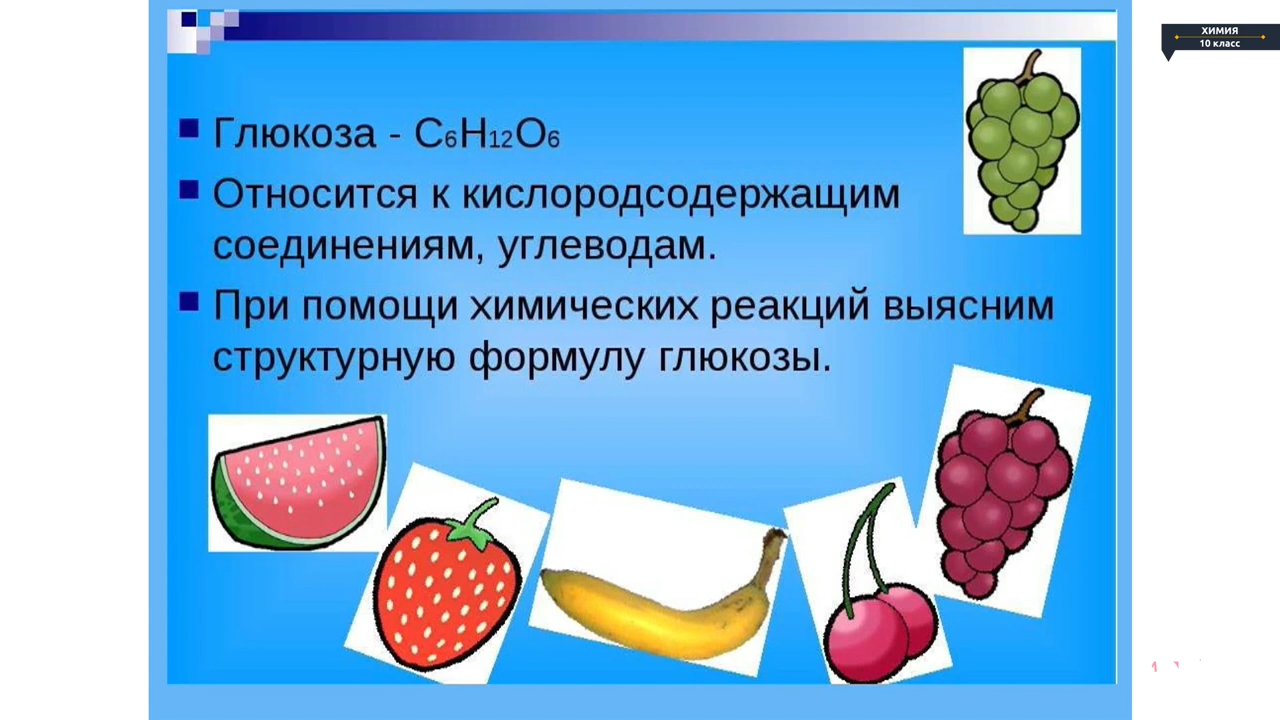 ХИМИЯ
10 класс
Глюкоза - C6H12O6
Относится к кислородсодержащим
соединениям, углеводам.
При помощи химических реакций выясним
структурную формулу глюкозы.